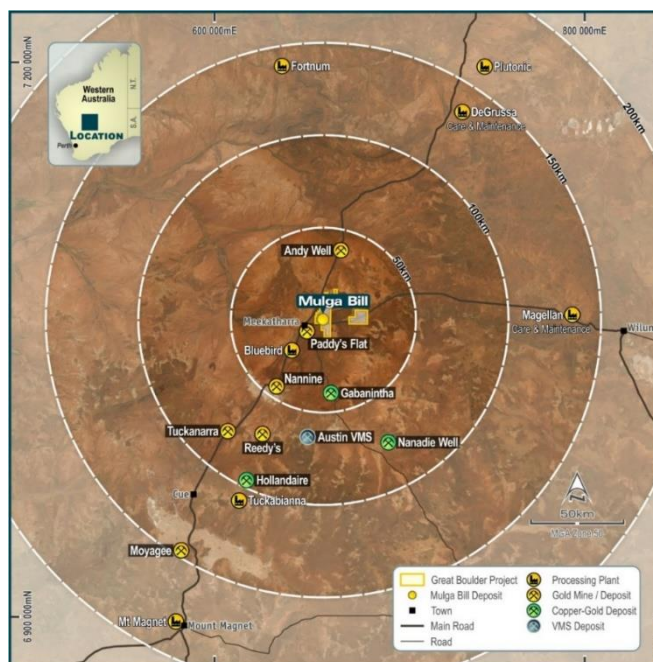 600 000mE
800 000mE
7 200 000mN
Western
Australia
N.T.
S.A.
LOCATION
Perth
Fortnum
Plutonic
DeGrussa
Care & Maintenance
200km
150km
100km
50km
Andy Well
Mulga Bill
Meekatharra
Paddy's Flat
Magellan
Care & Maintenance
Wilun
Bluebird
Nannine
Gabanintha
Tuckanarra
Reedy's
Austin VMS
Nanadie Well
Hollandaire
Tuckabianna
Cue
50km
Moyagee
6 900 000mN
Mt Magnet
Mount Magnet
Great Boulder Project
Mulga Bill Deposit
Town
Main Road
Road
Processing Plant
Gold Mine / Deposit
Copper-Gold Deposit
VMS Deposit